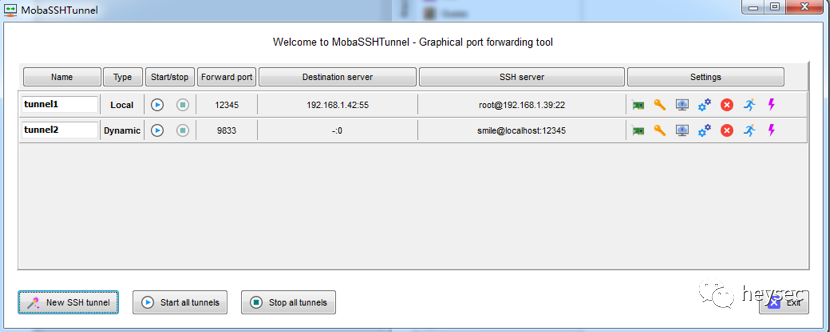 MobaSSHTunnel
Welcome to MobaSSHTunnel - Graphical port forwarding tool
Name Type Start/stop Forward port Destination server SSH server Settings
tunnel1 Local 12345 192.168.1.42:55 root@192.168.1.39:22
tunnel2 Dynamic 9833 -:0 smile@localhost:12345
New SSH tunnel Start all tunnels Stop all tunnels Exit
heysec